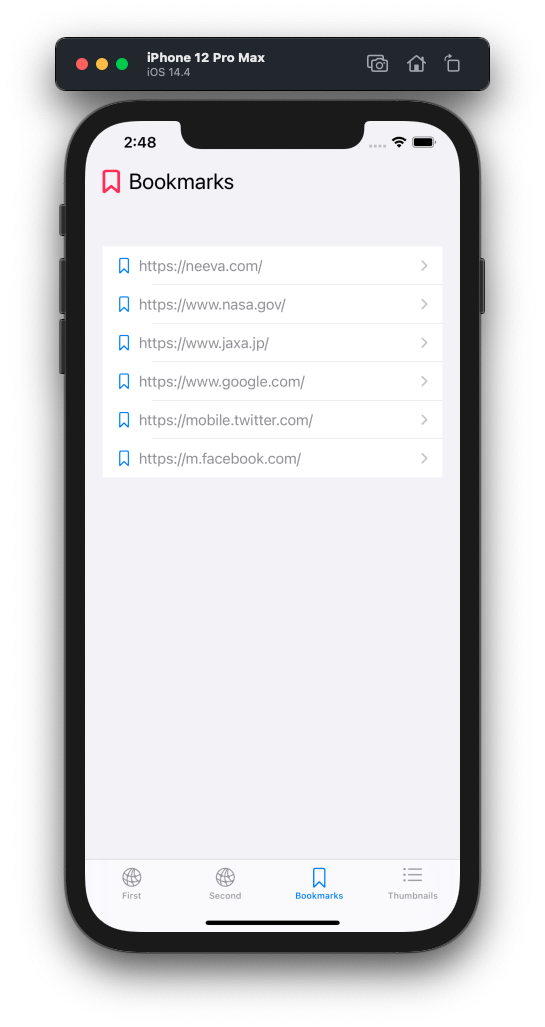 iPhone 12 Pro Max
iOS 14.4
2:48
Bookmarks
https://neeva.com/
https://www.nasa.gov/
https://www.jaxa.jp/
https://www.google.com/
https://mobile.twitter.com/
https://m.facebook.com/
First Second Bookmarks Thumbnails